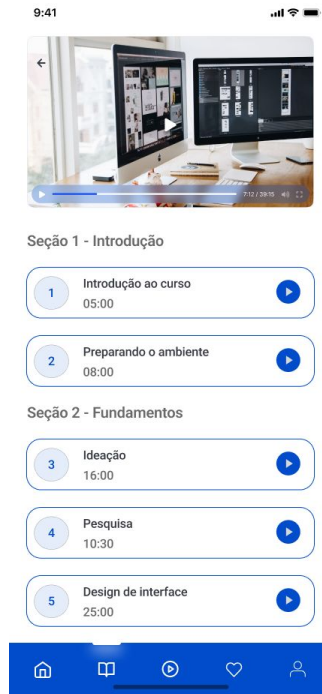 9:41
7:12 / 39:15
Seção 1 - Introdução
1
Introdução ao curso
05:00
2
Preparando o ambiente
08:00
Seção 2 - Fundamentos
3
Ideação
16:00
4
Pesquisa
10:30
5
Design de interface
25:00